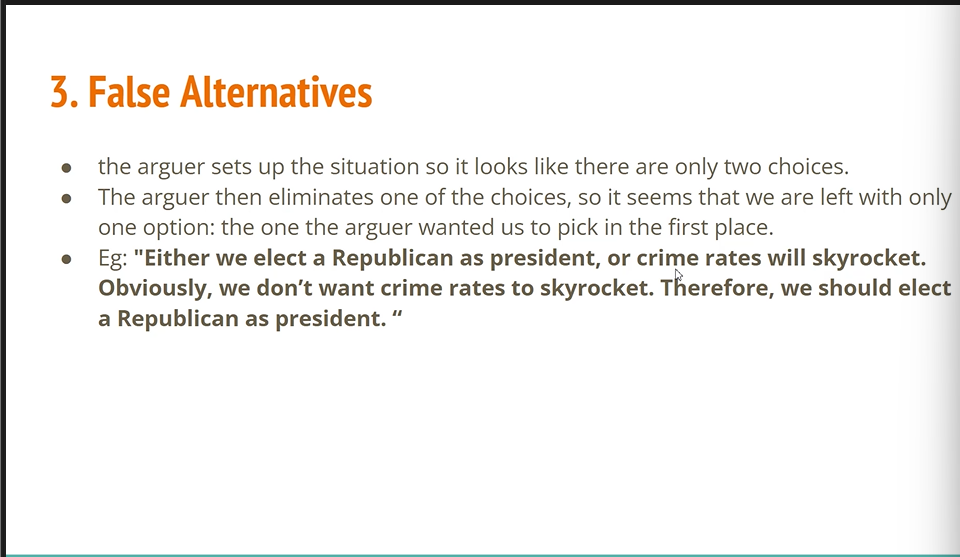 3. False Alternatives
● the arguer sets up the situation so it looks like there are only two choices.
● The arguer then eliminates one of the choices, so it seems that we are left with only
one option: the one the arguer wanted us to pick in the first place.
● Eg: "Either we elect a Republican as president, or crime rates will skyrocket.
Obviously, we don’t want crime rates to skyrocket. Therefore, we should elect
a Republican as president. “